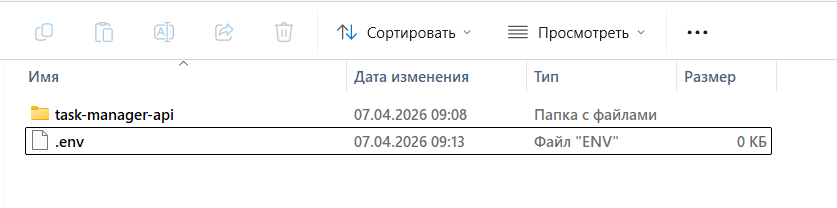 Сортировать Просмотреть
Имя Дата изменения Тип Размер
task-manager-api 07.04.2026 09:08 Папка с файлами
.env 07.04.2026 09:13 Файл "ENV" 0 КБ